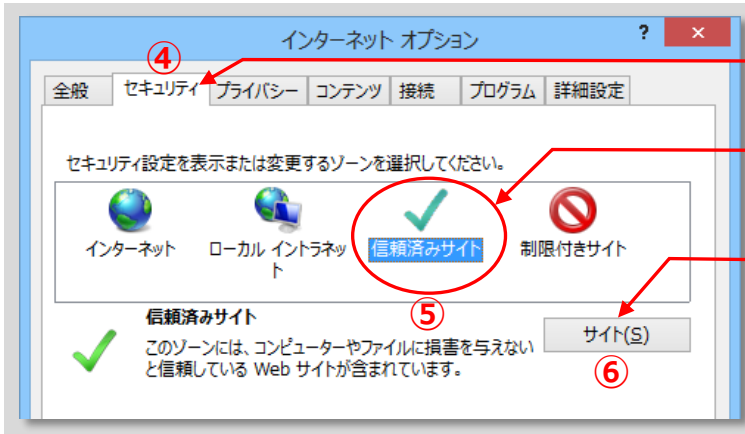 インターネット オプション
?
×
④
全般
セキュリティ
プライバシー
コンテンツ
接続
プログラム
詳細設定
セキュリティ設定を表示または変更するゾーンを選択してください。
インターネット
ローカル イントラネッ
ト
信頼済みサイト
制限付きサイト
⑤
信頼済みサイト
このゾーンには、コンピューターやファイルに損害を与えない
と信頼している Web サイトが含まれています。
サイト(S)
⑥